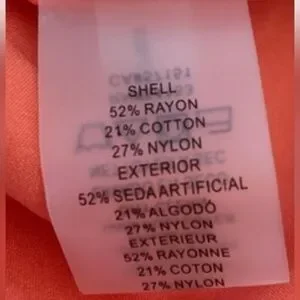 SHELL
52% RAYON
21% COTTON
27% NYLON
EXTERIOR
52% SEDA ARTIFICIAL
21% ALGODÓ
27% NYLON
EXTERIEUR
52% RAYONNE
21% COTON
27% NYLON